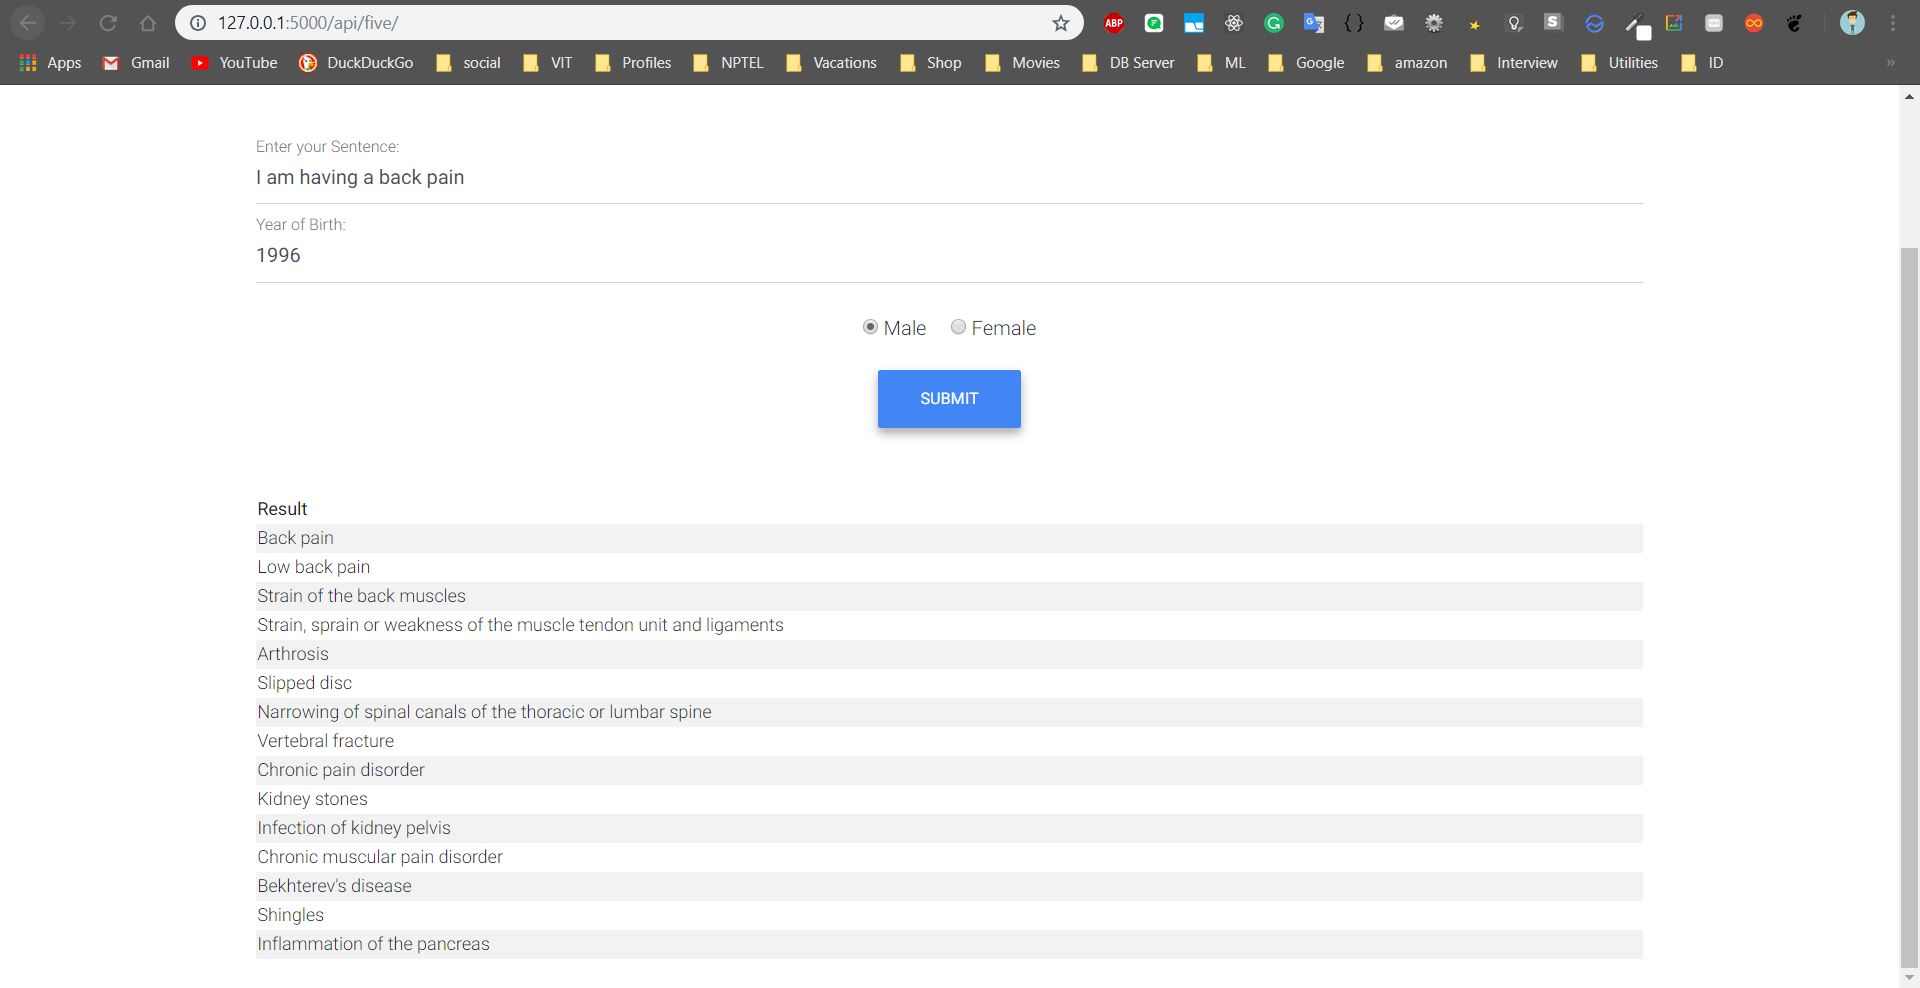 127.0.0.1:5000/api/five/
ABP
Apps Gmail YouTube DuckDuckGo social VIT Profiles NPTEL Vacations Shop Movies DB Server ML Google amazon Interview Utilities ID »
Enter your Sentence:
I am having a back pain
Year of Birth:
1996
Male Female
SUBMIT
Result
Back pain
Low back pain
Strain of the back muscles
Strain, sprain or weakness of the muscle tendon unit and ligaments
Arthrosis
Slipped disc
Narrowing of spinal canals of the thoracic or lumbar spine
Vertebral fracture
Chronic pain disorder
Kidney stones
Infection of kidney pelvis
Chronic muscular pain disorder
Bekhterev's disease
Shingles
Inflammation of the pancreas